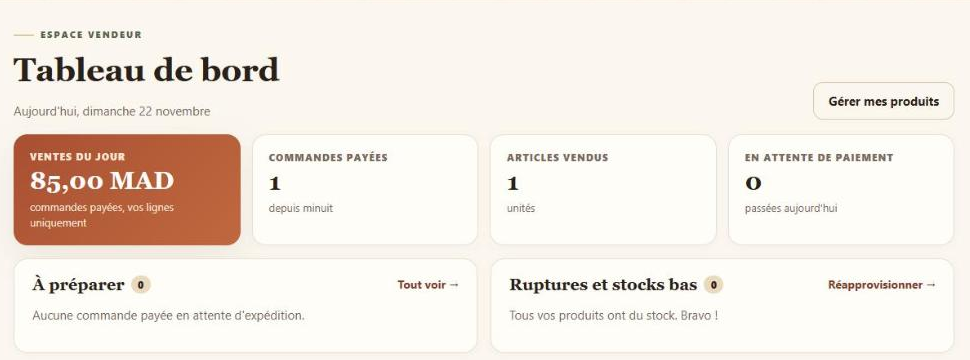 ESPACE VENDEUR
Tableau de bord
Aujourd'hui, dimanche 22 novembre
Gérer mes produits
VENTES DU JOUR
85,00 MAD
commandes payées, vos lignes
uniquement
COMMANDES PAYÉES
1
depuis minuit
ARTICLES VENDUS
1
unités
EN ATTENTE DE PAIEMENT
0
passées aujourd'hui
À préparer 0
Tout voir →
Aucune commande payée en attente d'expédition.
Ruptures et stocks bas 0
Réapprovisionner →
Tous vos produits ont du stock. Bravo !